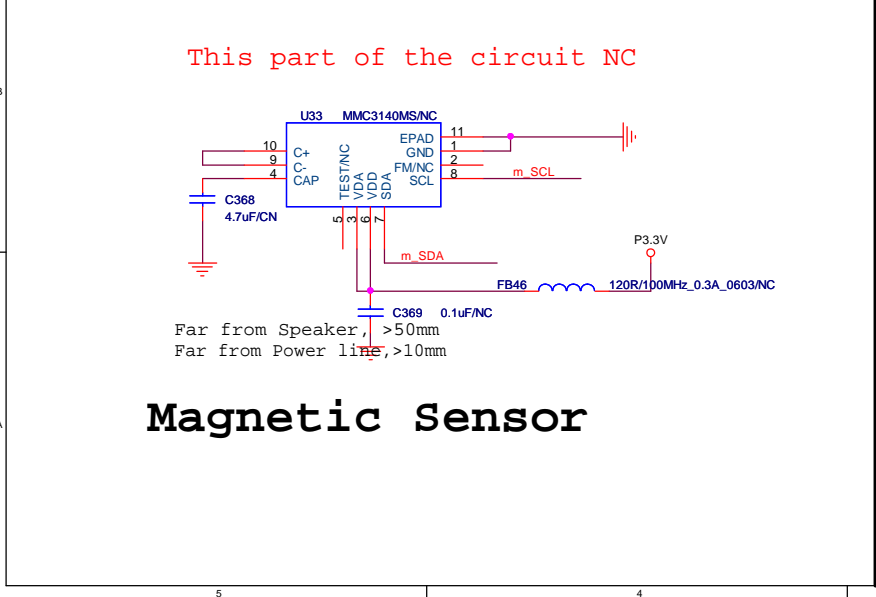 This part of the circuit NC
U33 MMC3140MS/NC
10 C+ EPAD 11
9 C- GND 1
4 CAP FM/NC 2
SCL 8 m_SCL
TEST/NC VDA VDD SDA
5 3 6 7
C368
4.7uF/CN
m_SDA
P3.3V
FB46 120R/100MHz_0.3A_0603/NC
C369 0.1uF/NC
Far from Speaker, >50mm
Far from Power line,>10mm
Magnetic Sensor
5 4